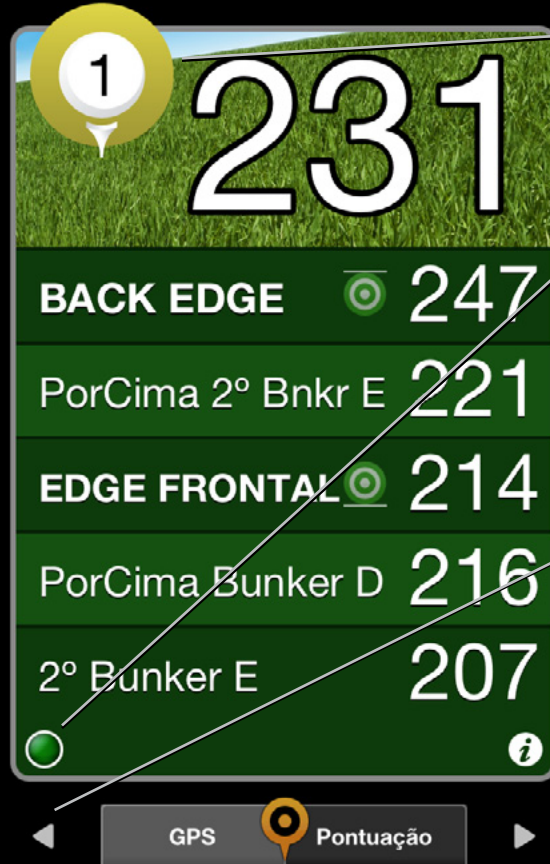 1
231
BACK EDGE 247
PorCima 2º Bnkr E 221
EDGE FRONTAL 214
PorCima Bunker D 216
2º Bunker E 207
i
GPS Pontuação